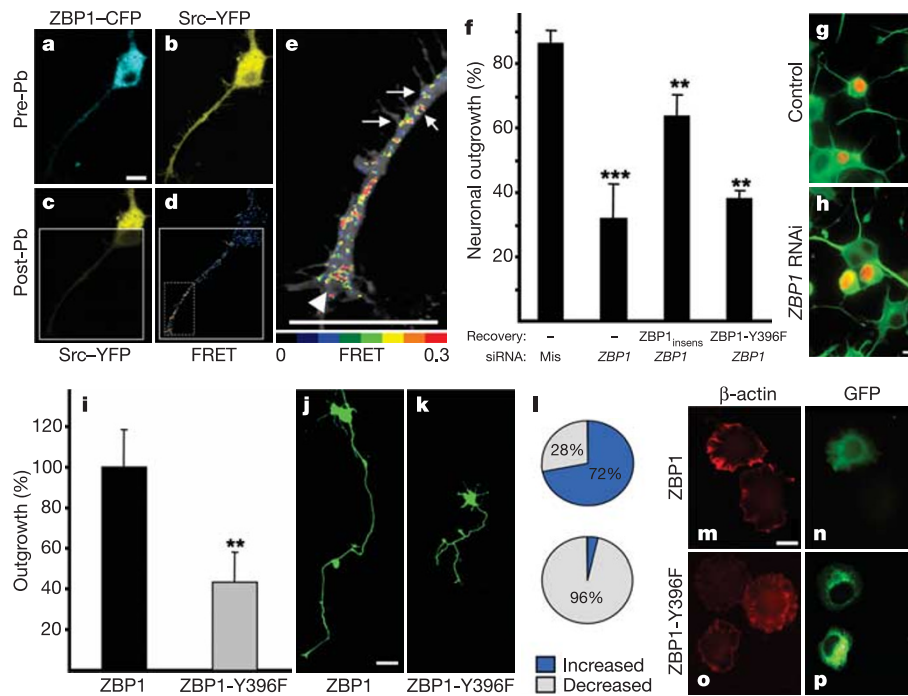 ZBP1–CFP Src–YFP
a b e f g
Pre-Pb
Neuronal outgrowth (%)
80
60
40
20
** 
***
**
Control
c d h
Post-Pb
ZBP1 RNAi
Src–YFP FRET
0 FRET 0.3
Recovery: – – ZBP1insens ZBP1-Y396F
siRNA: Mis ZBP1 ZBP1 ZBP1
i j k l
β-actin GFP
Outgrowth (%)
120
100
80
60
40
20
0
**
28%
72%
96%
ZBP1
m n
ZBP1-Y396F
o p
Increased
Decreased
ZBP1 ZBP1-Y396F ZBP1 ZBP1-Y396F